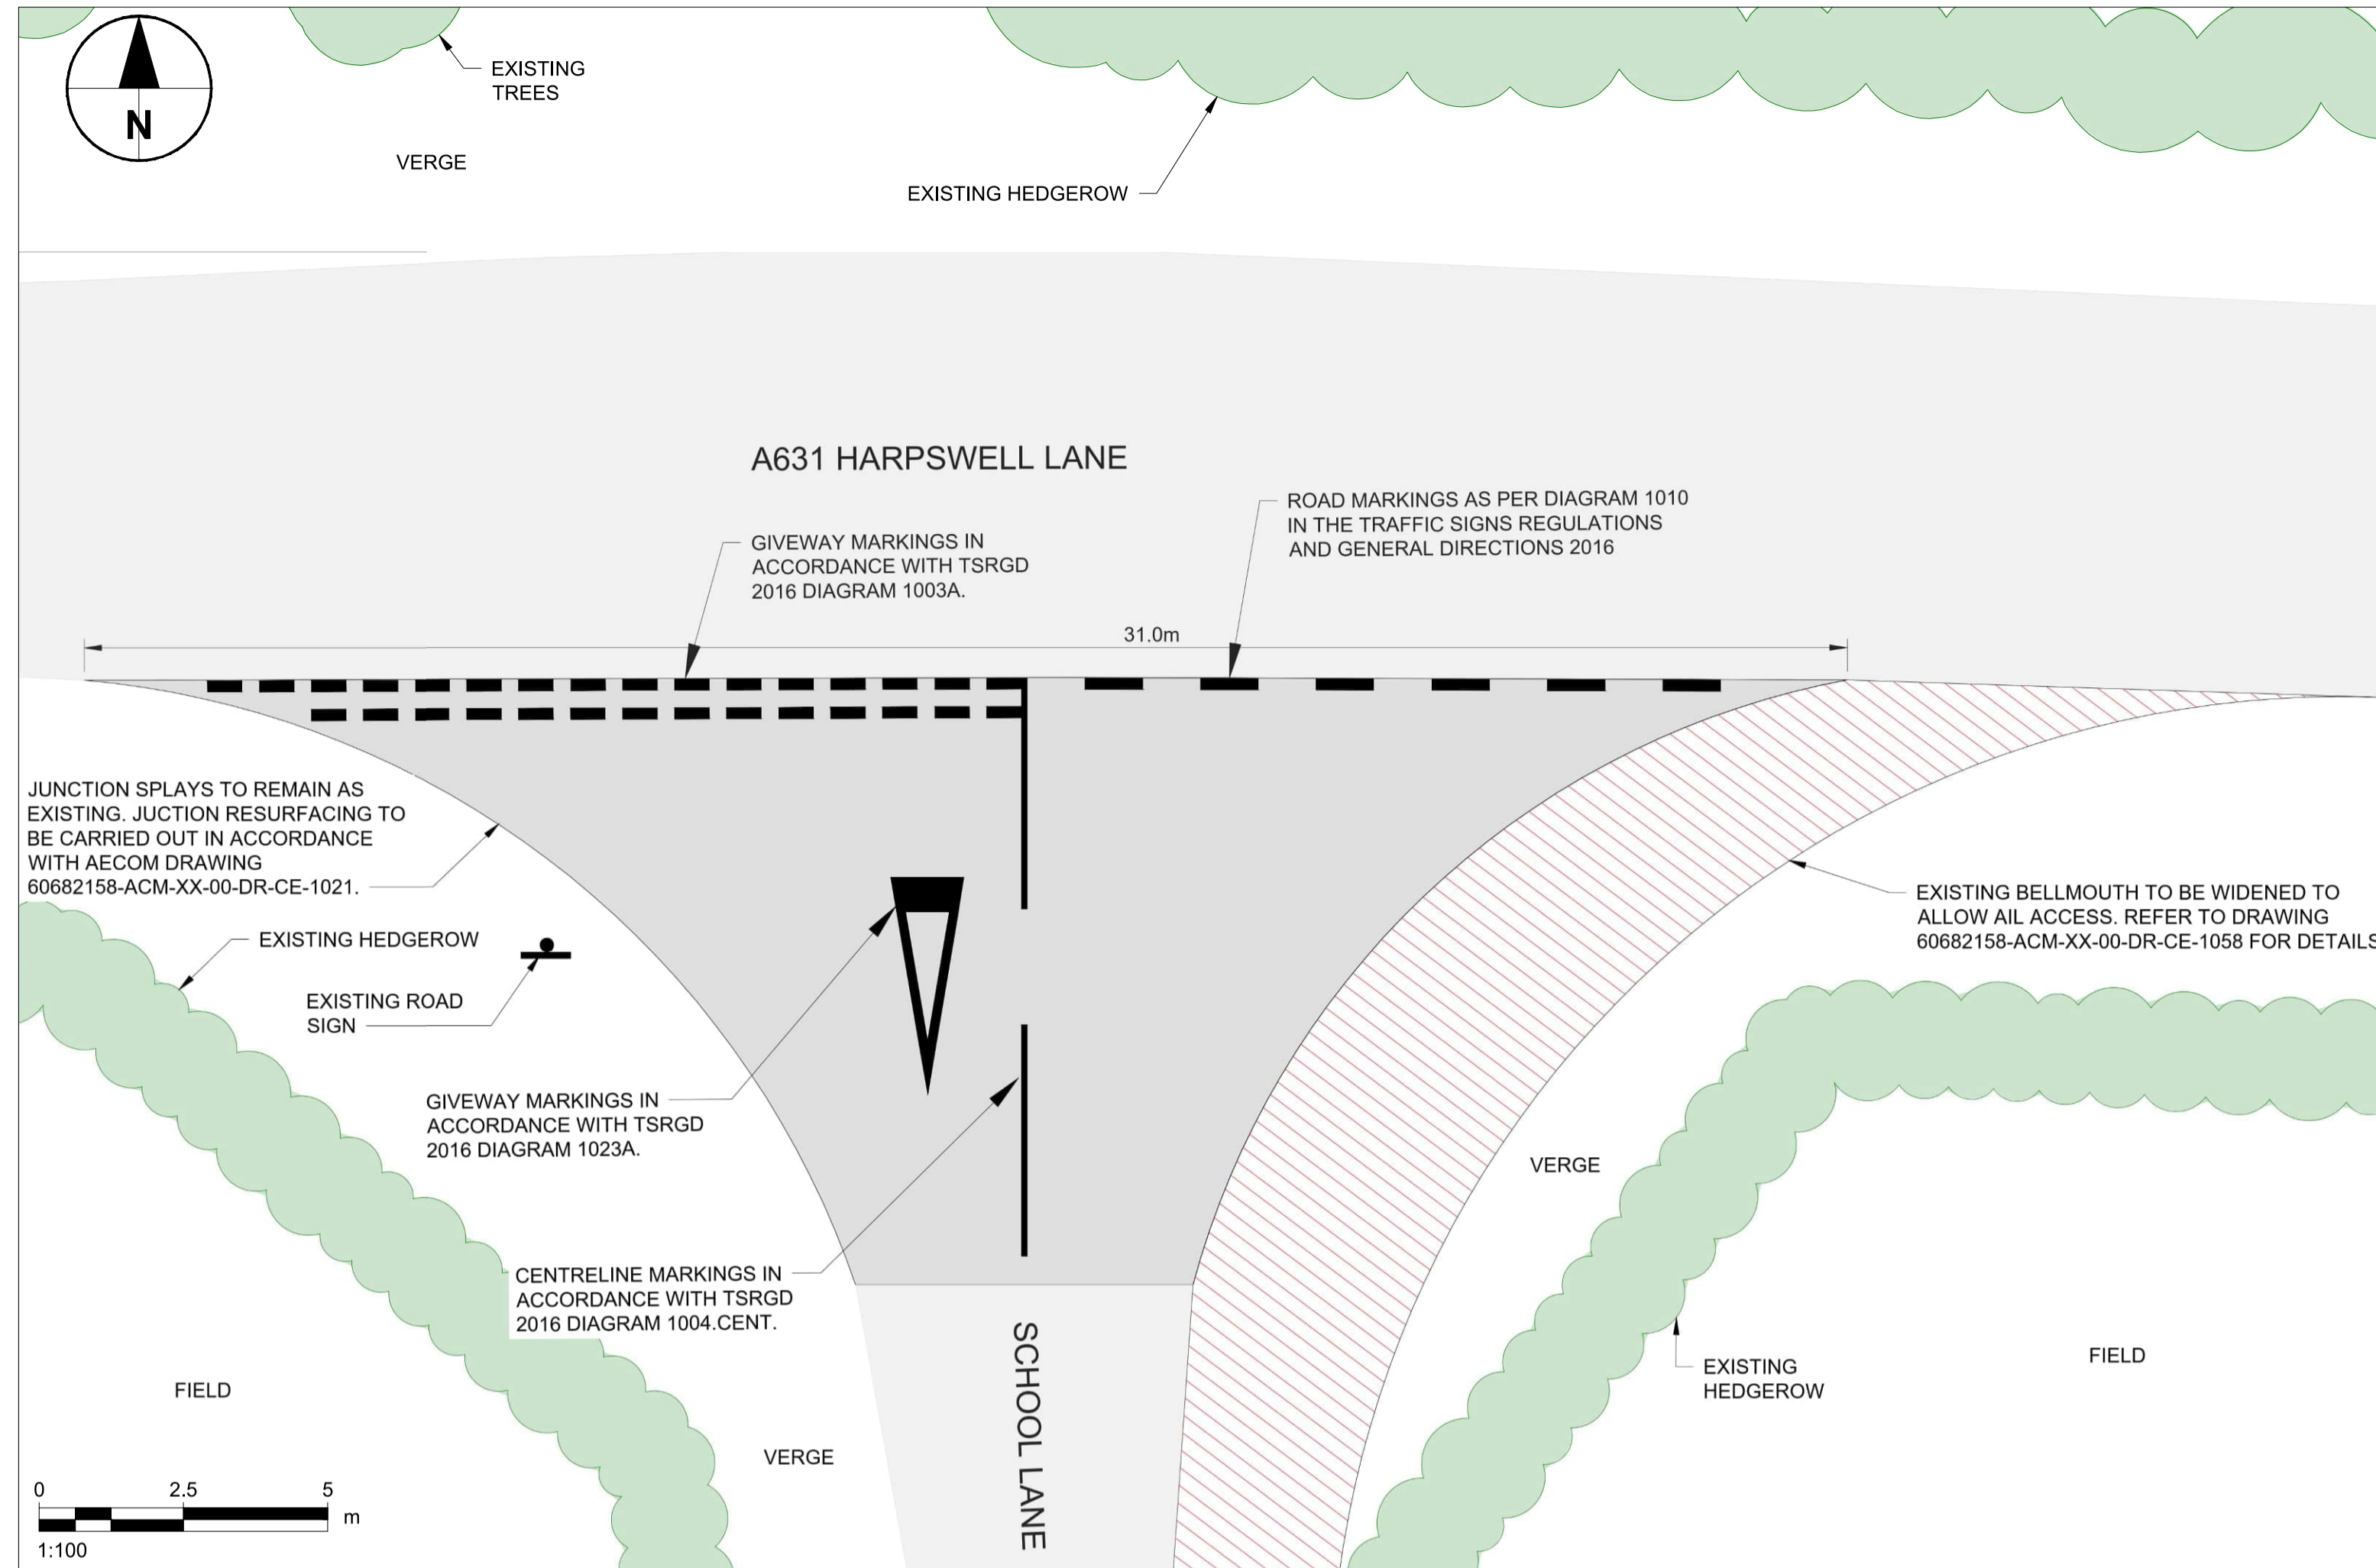 N
EXISTING
TREES
VERGE
EXISTING HEDGEROW
A631 HARPSWELL LANE
ROAD MARKINGS AS PER DIAGRAM 1010
IN THE TRAFFIC SIGNS REGULATIONS
AND GENERAL DIRECTIONS 2016
GIVEWAY MARKINGS IN
ACCORDANCE WITH TSRGD
2016 DIAGRAM 1003A.
31.0m
JUNCTION SPLAYS TO REMAIN AS
EXISTING. JUCTION RESURFACING TO
BE CARRIED OUT IN ACCORDANCE
WITH AECOM DRAWING
60682158-ACM-XX-00-DR-CE-1021.
EXISTING BELLMOUTH TO BE WIDENED TO
ALLOW AIL ACCESS. REFER TO DRAWING
60682158-ACM-XX-00-DR-CE-1058 FOR DETAILS
EXISTING HEDGEROW
EXISTING ROAD
SIGN
GIVEWAY MARKINGS IN
ACCORDANCE WITH TSRGD
2016 DIAGRAM 1023A.
VERGE
CENTRELINE MARKINGS IN
ACCORDANCE WITH TSRGD
2016 DIAGRAM 1004.CENT.
SCHOOL LANE
EXISTING
HEDGEROW
FIELD
FIELD
VERGE
0 2.5 5
m
1:100